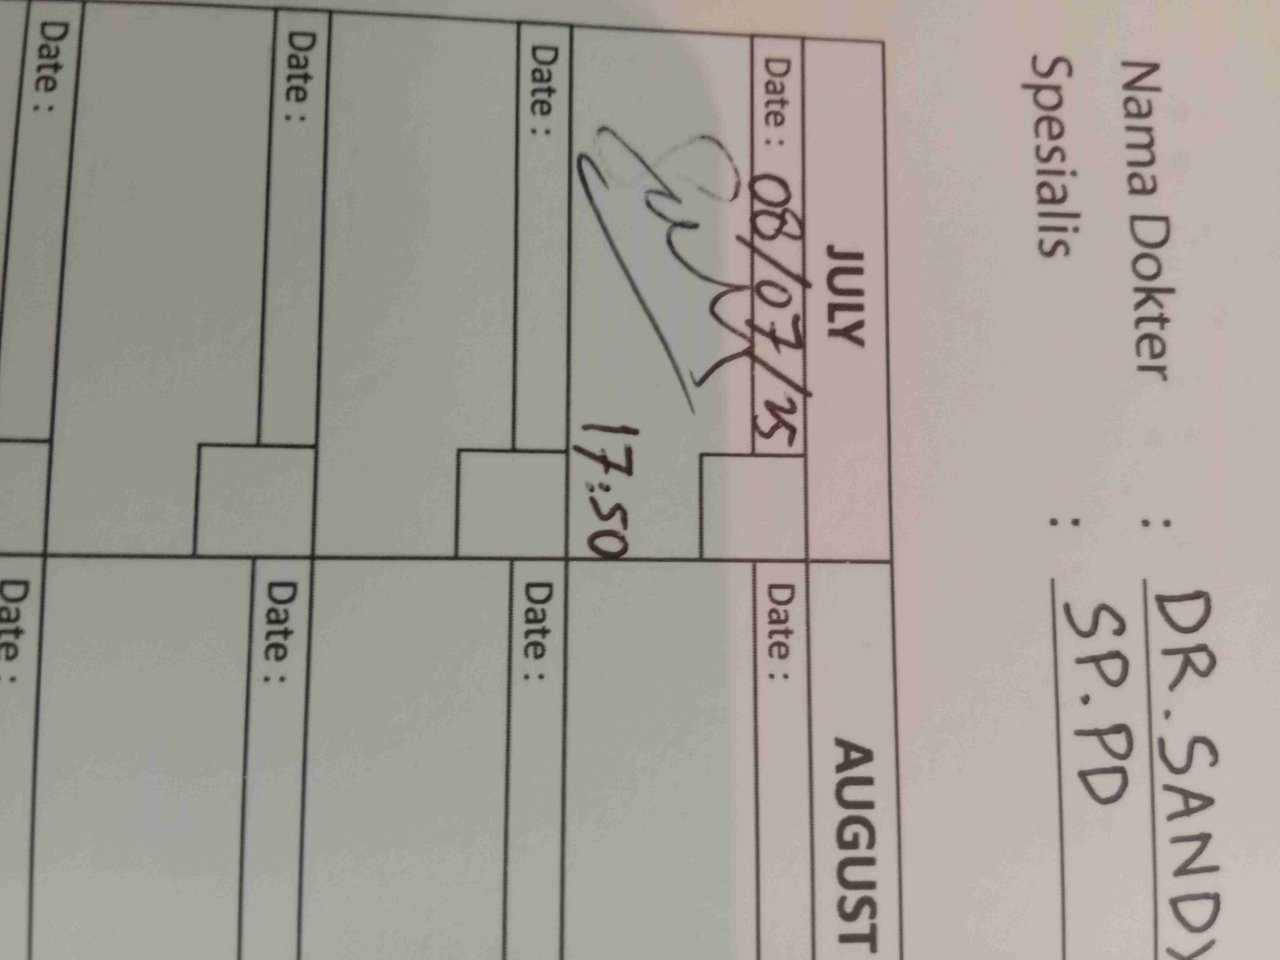 Nama Dokter : DR. SANDY
Spesialis : SP.PD
JULY AUGUST
Date : 08/07/25 Date :
17:50
Date : Date :
Date : Date :
Date : Date :